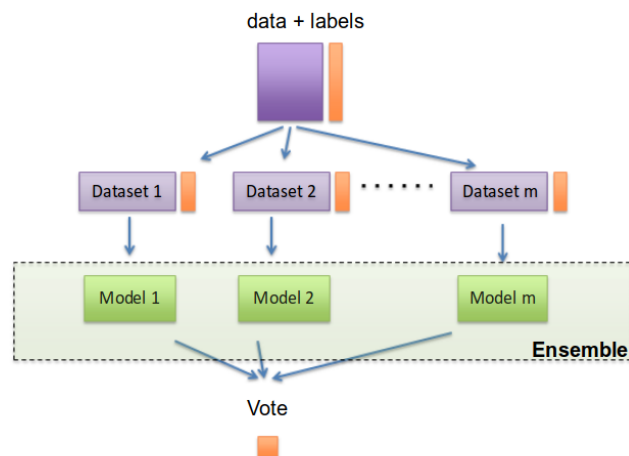 data + labels
Dataset 1
Dataset 2
......
Dataset m
Model 1
Model 2
Model m
Ensemble
Vote